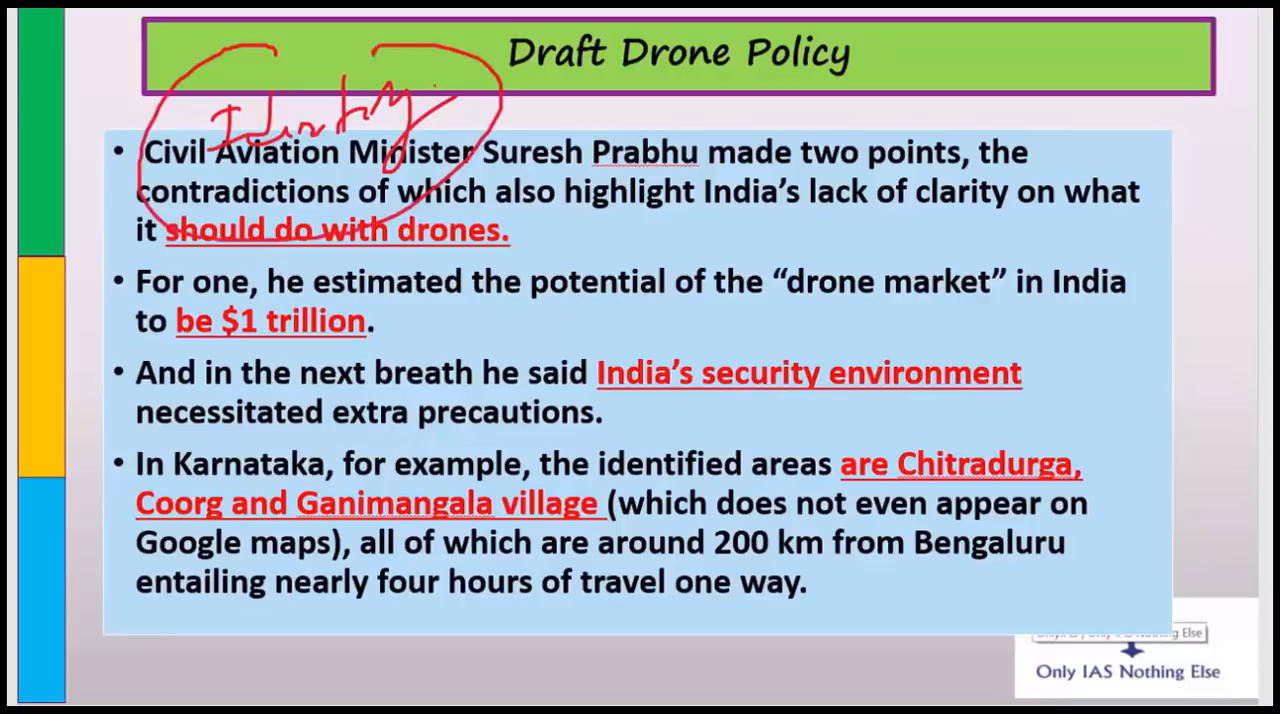 Draft Drone Policy
Identity
• Civil Aviation Minister Suresh Prabhu made two points, the
contradictions of which also highlight India's lack of clarity on what
it should do with drones.
• For one, he estimated the potential of the “drone market” in India
to be $1 trillion.
• And in the next breath he said India's security environment
necessitated extra precautions.
• In Karnataka, for example, the identified areas are Chitradurga,
Coorg and Ganimangala village (which does not even appear on
Google maps), all of which are around 200 km from Bengaluru
entailing nearly four hours of travel one way.
Nothing Else
Only IAS Nothing Else